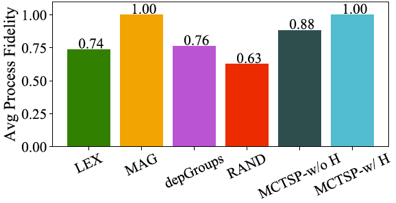 Avg Process Fidelity
1.00
0.75
0.50
0.25
0.00
0.74
1.00
0.76
0.63
0.88
1.00
LEX
MAG
depGroups
RAND
MCTSP-w/o H
MCTSP-w/ H